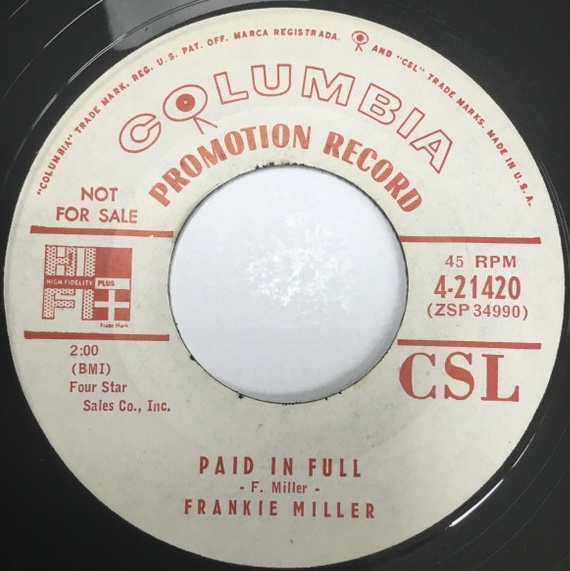 "COLUMBIA" TRADE MARK. REG. U.S. PAT. OFF. MARCA REGISTRADA. AND "CSL" TRADE MARKS. MADE IN U.S.A.
COLUMBIA
PROMOTION RECORD
NOT
FOR SALE
HI
HIGH FIDELITY PLUS
FI +
Trade Mark
2:00
(BMI)
Four Star
Sales Co., Inc.
45 RPM
4-21420
(ZSP 34990)
CSL
PAID IN FULL
- F. Miller -
FRANKIE MILLER